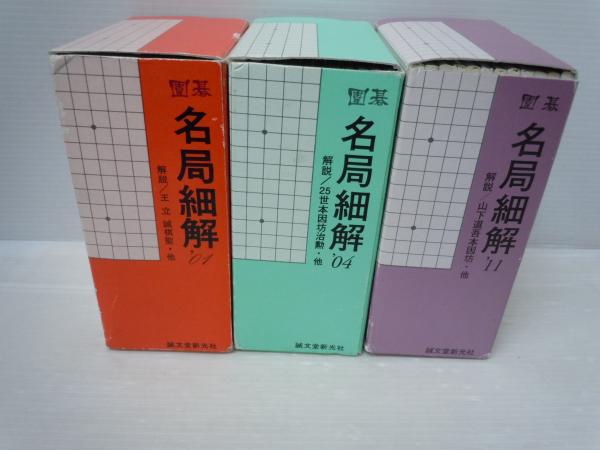 囲碁
名局細解'01
解説/王立誠棋聖・他
誠文堂新光社
囲碁
名局細解'04
解説/25世本因坊治勲・他
誠文堂新光社
囲碁
名局細解'11
解説/山下道吾本因坊・他
誠文堂新光社